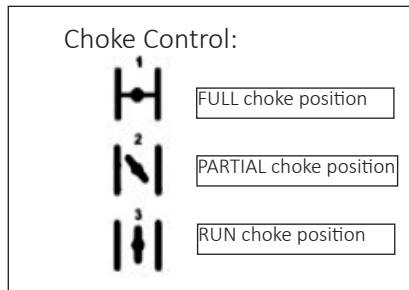 Choke Control:
1
FULL choke position
2
PARTIAL choke position
3
RUN choke position